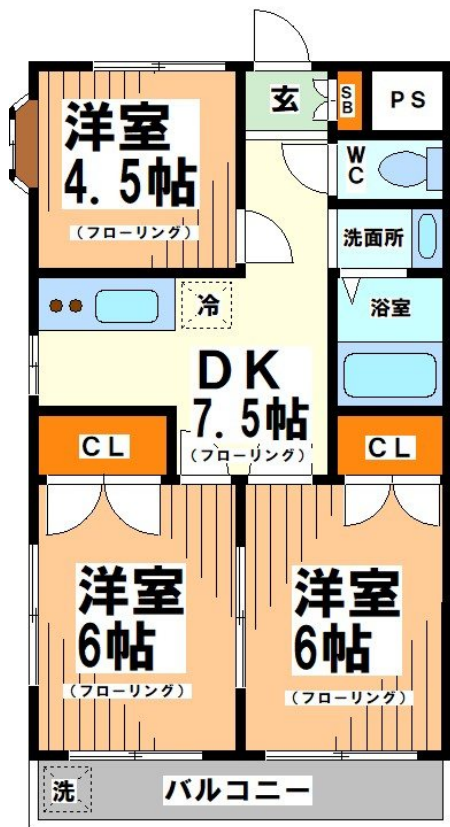 玄
SB
PS
洋室
4.5帖
(フローリング)
WC
洗面所
冷
浴室
DK
7.5帖
(フローリング)
CL
CL
洋室
6帖
(フローリング)
洋室
6帖
(フローリング)
洗
バルコニー